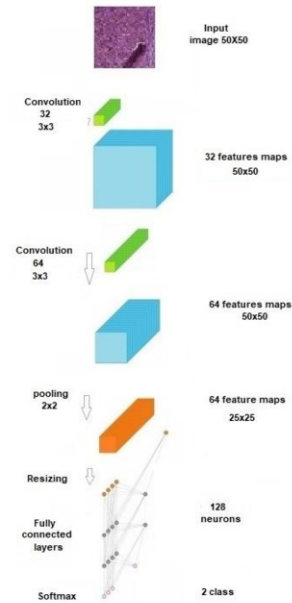 Input
image 50X50
Convolution
32
3x3
32 features maps
50x50
Convolution
64
3x3
64 features maps
50x50
pooling
2x2
64 feature maps
25x25
Resizing
128
neurons
Fully
connected
layers
Softmax
2 class